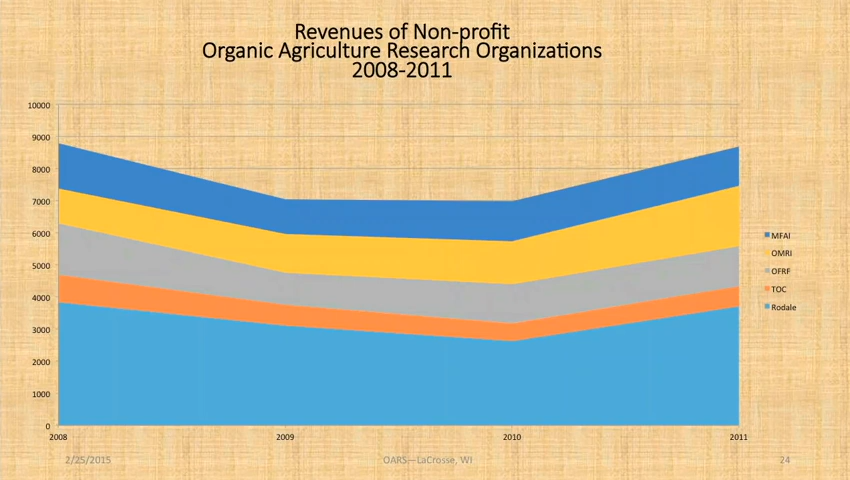 Revenues of Non-profit
Organic Agriculture Research Organizations
2008-2011
10000
9000
8000
7000
6000
5000
4000
3000
2000
1000
0
2008
2009
2010
2011
MFAI
OMRI
OFRF
TOC
Rodale
2/25/2015
OARS—LaCrosse, WI
24